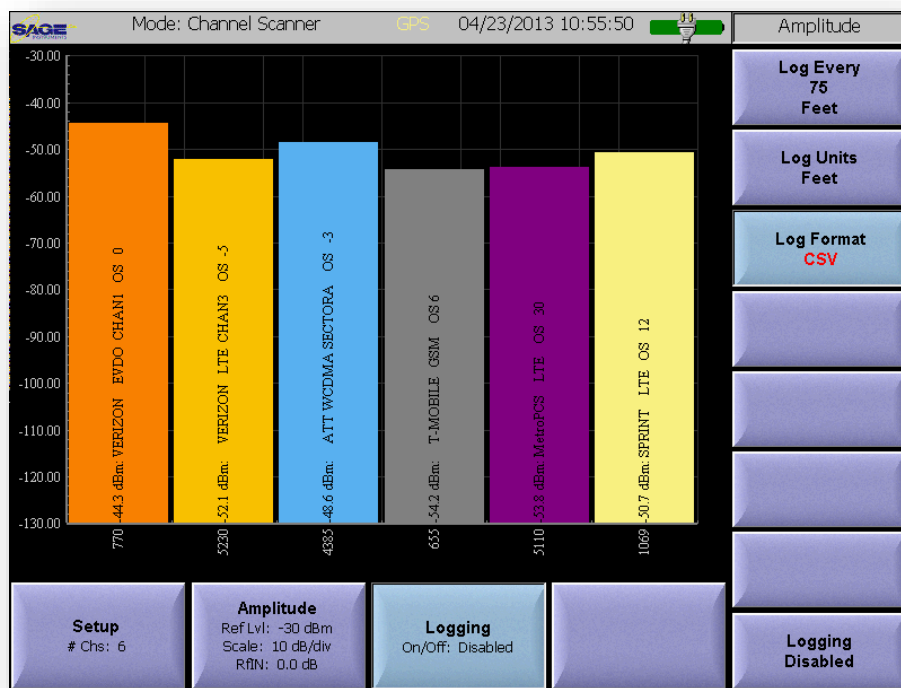 SAGE
INSTRUMENTS
Mode: Channel Scanner
GPS
04/23/2013 10:55:50
Amplitude
-30.00
-40.00
-50.00
-60.00
-70.00
-80.00
-90.00
-100.00
-110.00
-120.00
-130.00
-44.3 dBm: VERIZON EVDO CHAN1 OS 0
-52.1 dBm: VERIZON LTE CHAN3 OS -5
-48.6 dBm: ATT WCDMA SECTORA OS -3
-54.2 dBm: T-MOBILE GSM OS 6
-53.8 dBm: MetroPCS LTE OS 30
-50.7 dBm: SPRINT LTE OS 12
770
5230
4385
655
5110
1069
Log Every
75
Feet
Log Units
Feet
Log Format
CSV
Logging
Disabled
Setup
# Chs: 6
Amplitude
Ref Lvl: -30 dBm
Scale: 10 dB/div
RfIN: 0.0 dB
Logging
On/Off: Disabled